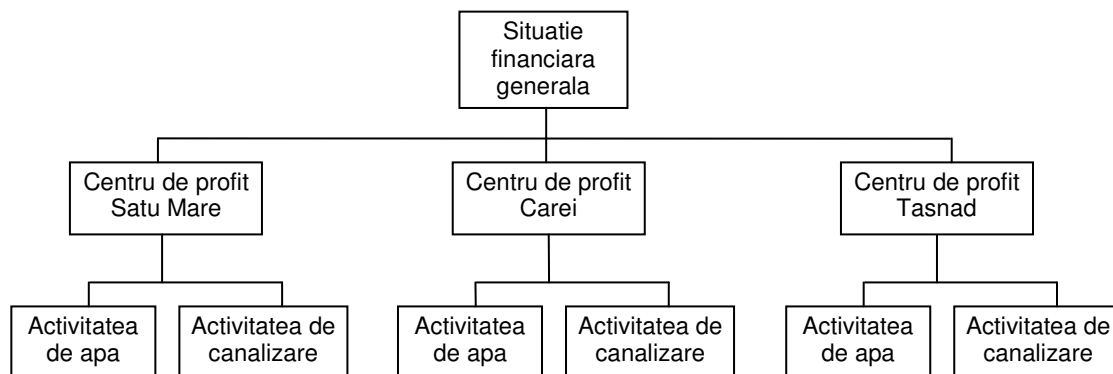 Situatie
financiara
generala
Centru de profit
Satu Mare
Centru de profit
Carei
Centru de profit
Tasnad
Activitatea
de apa
Activitatea de
canalizare
Activitatea
de apa
Activitatea de
canalizare
Activitatea
de apa
Activitatea de
canalizare